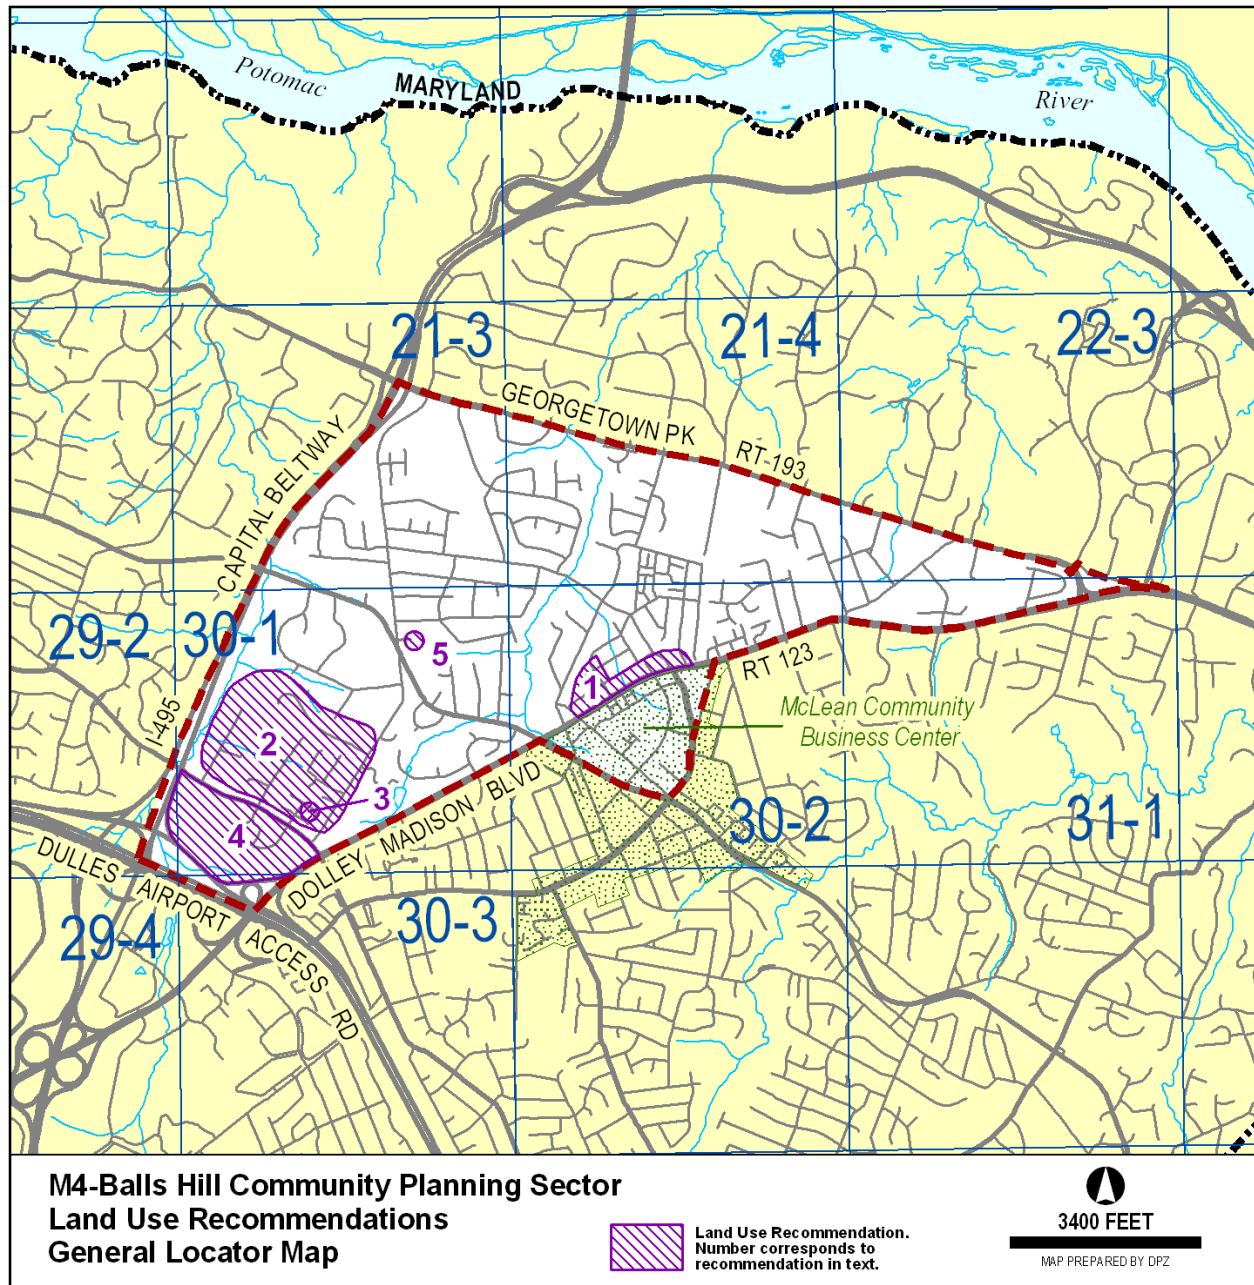 Potomac
MARYLAND
River
21-3
21-4
22-3
GEORGETOWN PK
RT 193
CAPITAL BELTWAY
29-2
30-1
5
1
RT 123
I-495
2
McLean Community
Business Center
3
4
DOLLEY MADISON BLVD
30-2
31-1
DULLES AIRPORT ACCESS RD
29-4
30-3
M4-Balls Hill Community Planning Sector
Land Use Recommendations
General Locator Map
Land Use Recommendation.
Number corresponds to
recommendation in text.
3400 FEET
MAP PREPARED BY DPZ